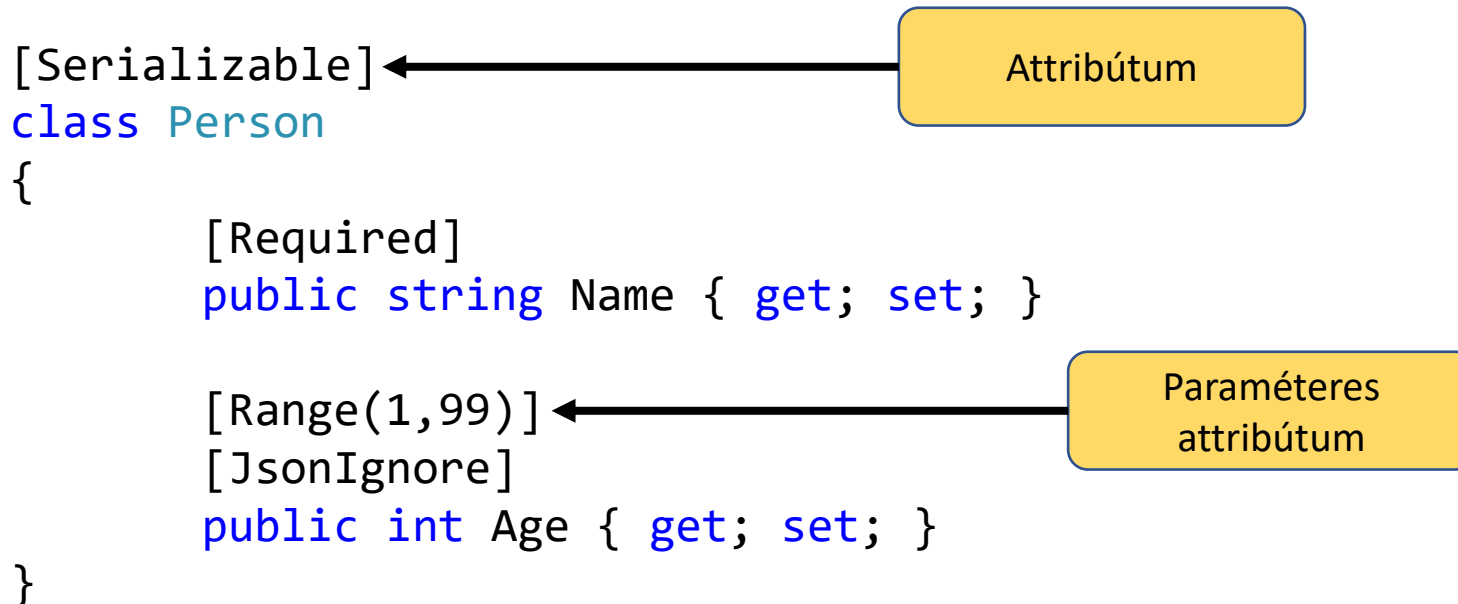 [Serializable]
Attribútum
class Person
{
[Required]
public string Name { get; set; }
[Range(1,99)]
Paraméteres
attribútum
[JsonIgnore]
public int Age { get; set; }
}